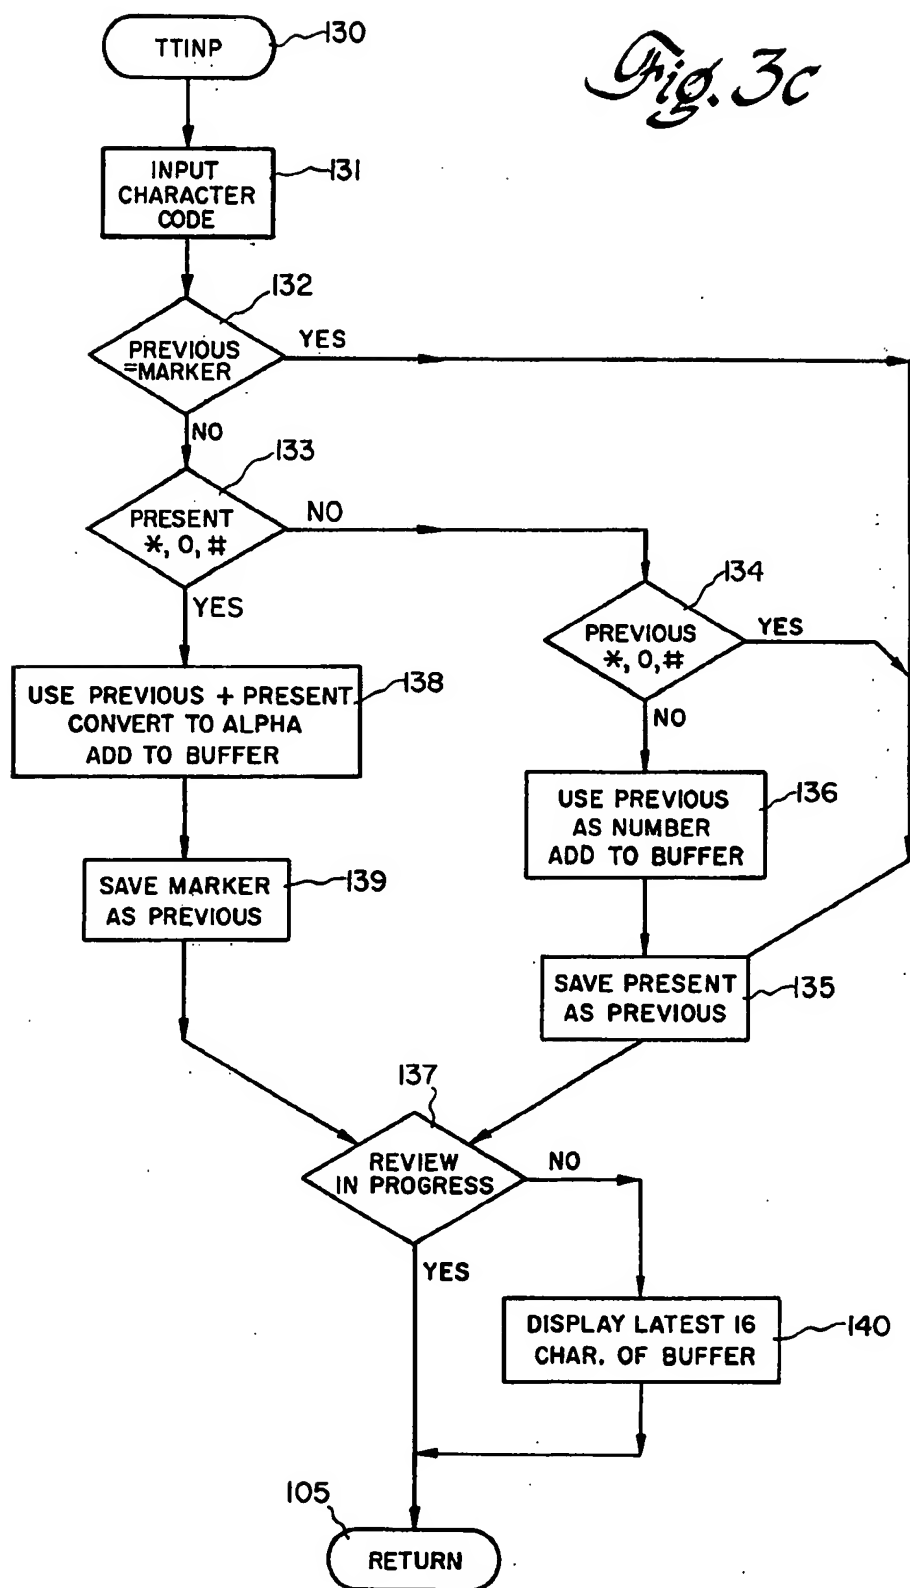 TTINP
130
Fig. 3c
INPUT
CHARACTER
CODE
131
132
PREVIOUS
=MARKER
YES
NO
133
PRESENT
*, 0, #
NO
YES
134
PREVIOUS
*, 0, #
YES
NO
USE PREVIOUS + PRESENT
CONVERT TO ALPHA
ADD TO BUFFER
138
USE PREVIOUS
AS NUMBER
ADD TO BUFFER
136
SAVE MARKER
AS PREVIOUS
139
SAVE PRESENT
AS PREVIOUS
135
137
REVIEW
IN PROGRESS
NO
YES
DISPLAY LATEST 16
CHAR. OF BUFFER
140
105
RETURN